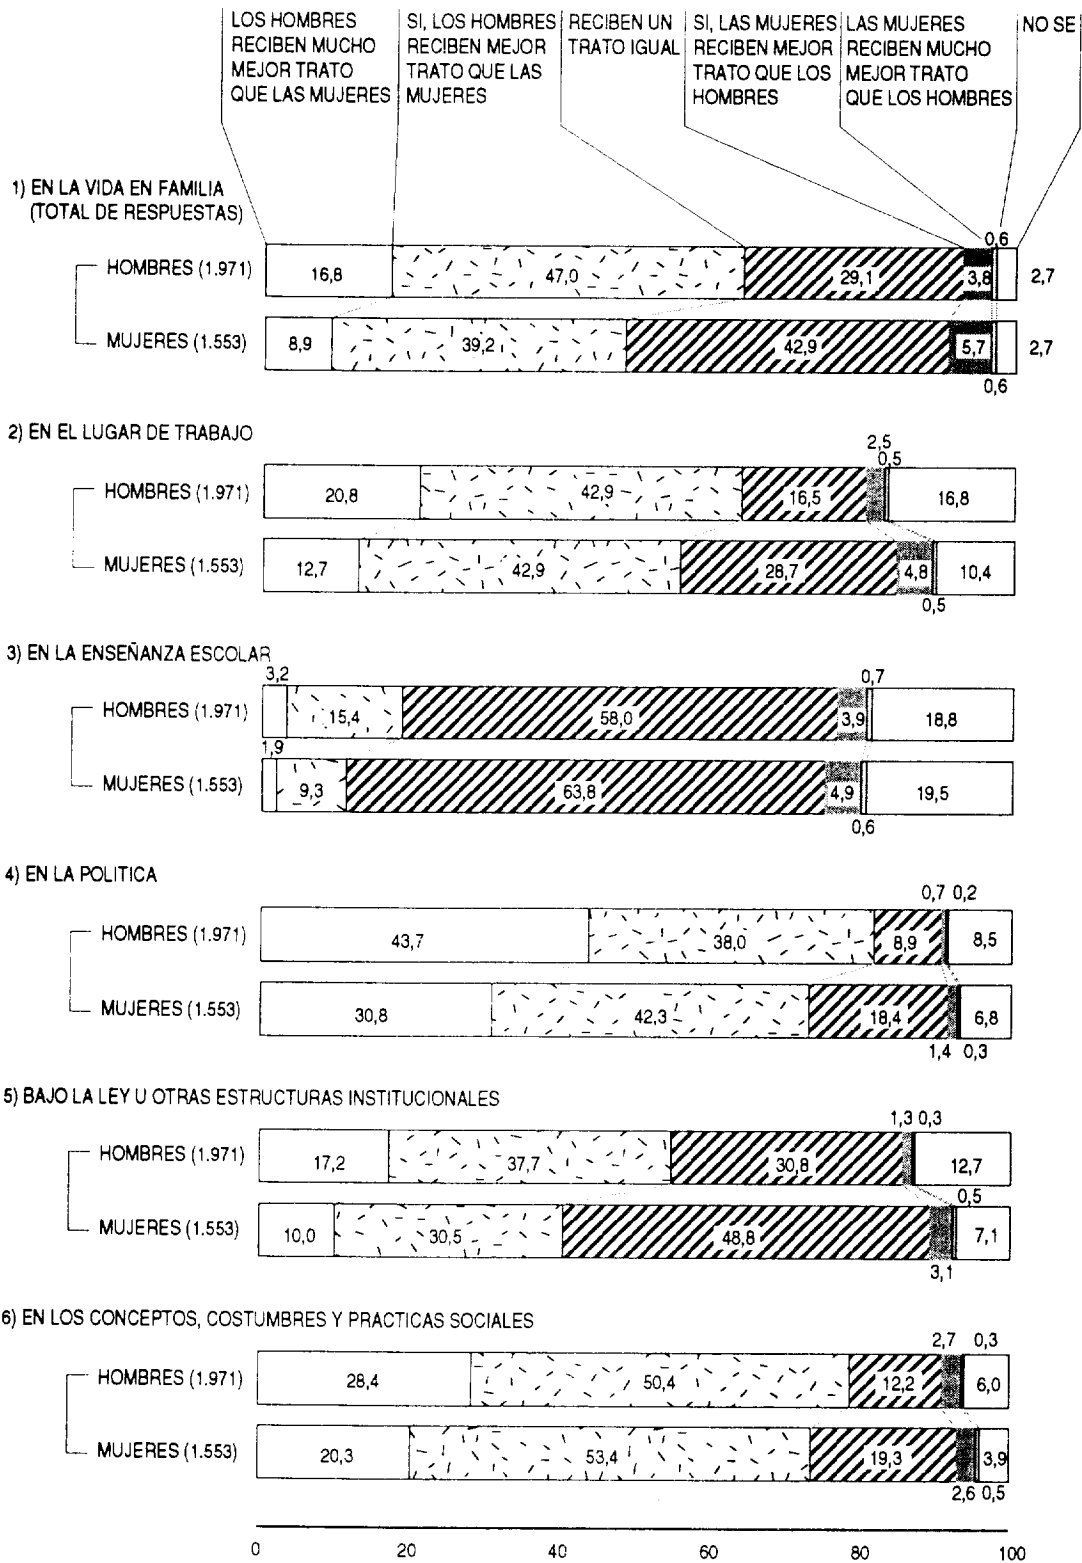 LOS HOMBRES
RECIBEN MUCHO
MEJOR TRATO
QUE LAS MUJERES
SI, LOS HOMBRES
RECIBEN MEJOR
TRATO QUE LAS
MUJERES
RECIBEN UN
TRATO IGUAL
SI, LAS MUJERES
RECIBEN MEJOR
TRATO QUE LOS
HOMBRES
LAS MUJERES
RECIBEN MUCHO
MEJOR TRATO
QUE LOS HOMBRES
NO SE
1) EN LA VIDA EN FAMILIA
(TOTAL DE RESPUESTAS)
0,6
HOMBRES (1.971) 16,8 47,0 29,1 3,8 2,7
MUJERES (1.553) 8,9 39,2 42,9 5,7 2,7
0,6
2) EN EL LUGAR DE TRABAJO
2,5
0,5
HOMBRES (1.971) 20,8 42,9 16,5 16,8
MUJERES (1.553) 12,7 42,9 28,7 4,8 10,4
0,5
3) EN LA ENSEÑANZA ESCOLAR
3,2 0,7
HOMBRES (1.971) 15,4 58,0 3,9 18,8
1,9
MUJERES (1.553) 9,3 63,8 4,9 19,5
0,6
4) EN LA POLITICA
0,7 0,2
HOMBRES (1.971) 43,7 38,0 8,9 8,5
MUJERES (1.553) 30,8 42,3 18,4 6,8
1,4 0,3
5) BAJO LA LEY U OTRAS ESTRUCTURAS INSTITUCIONALES
1,3 0,3
HOMBRES (1.971) 17,2 37,7 30,8 12,7
0,5
MUJERES (1.553) 10,0 30,5 48,8 7,1
3,1
6) EN LOS CONCEPTOS, COSTUMBRES Y PRACTICAS SOCIALES
2,7 0,3
HOMBRES (1.971) 28,4 50,4 12,2 6,0
MUJERES (1.553) 20,3 53,4 19,3 3,9
2,6 0,5
0 20 40 60 80 100